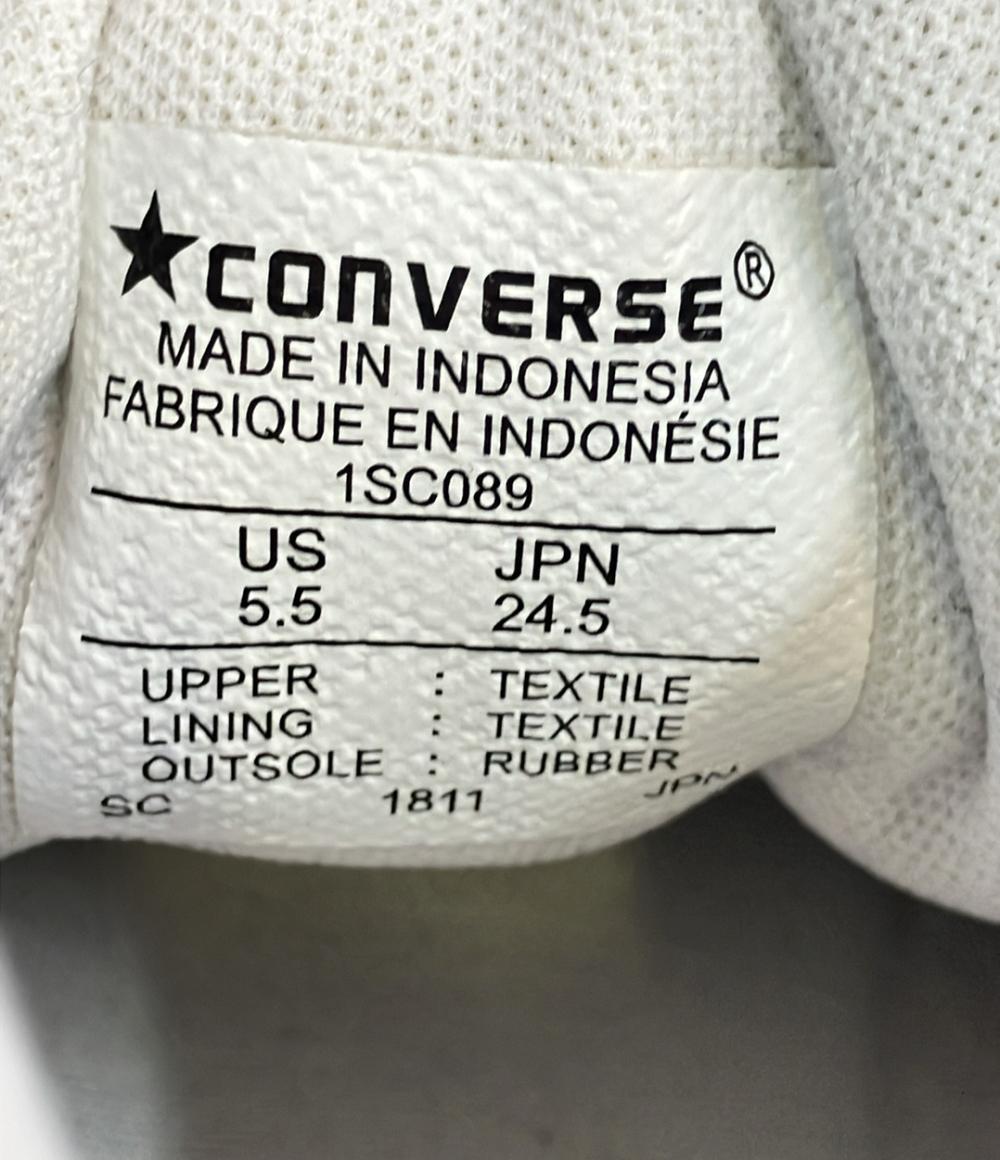 ★CONVERSE®
MADE IN INDONESIA
FABRIQUE EN INDONÉSIE
1SC089
US JPN
5.5 24.5
UPPER : TEXTILE
LINING : TEXTILE
OUTSOLE : RUBBER
SC 1811 JPN